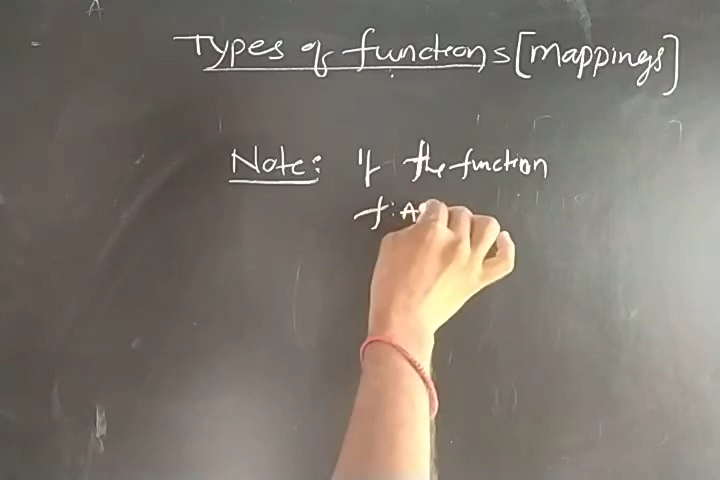 Types of functions [mappings]
Note: If the function
f: A
A